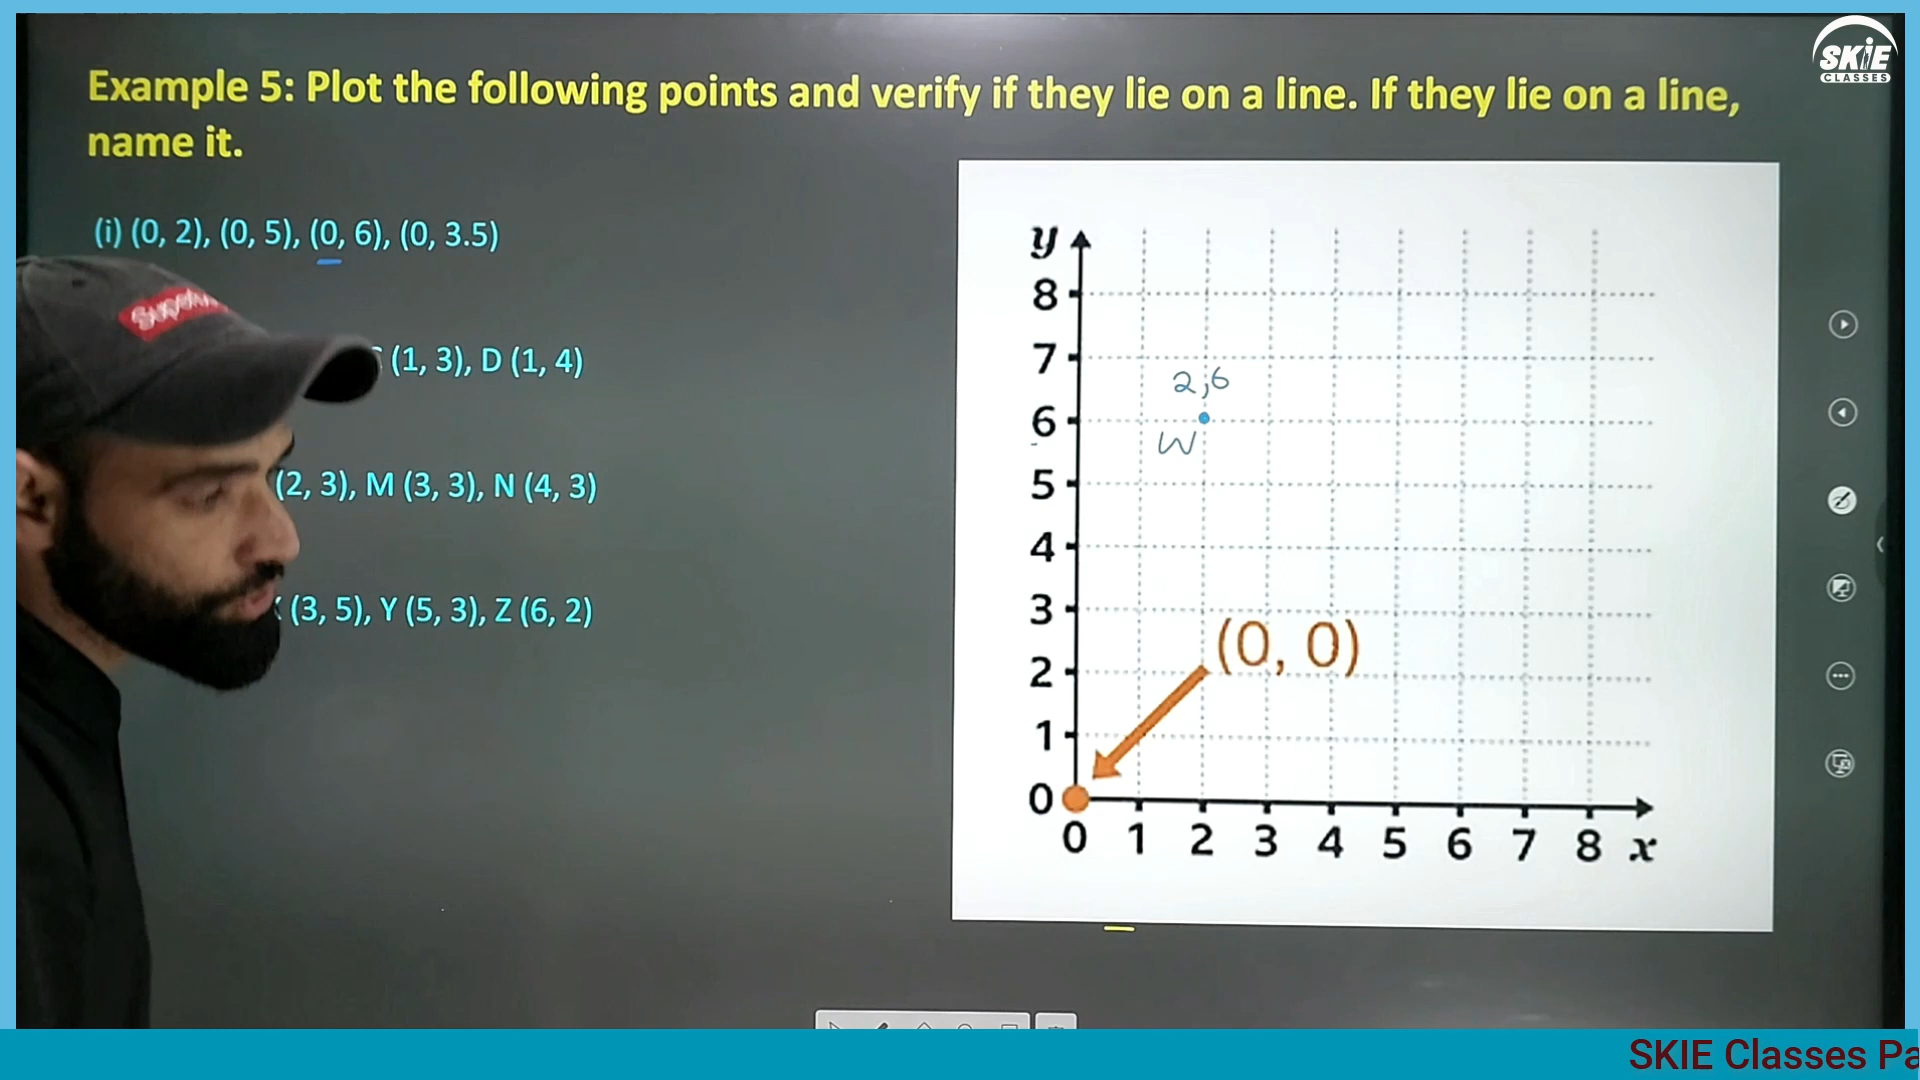 SKIE
CLASSES
Example 5: Plot the following points and verify if they lie on a line. If they lie on a line,
name it.
(i) (0, 2), (0, 5), (0, 6), (0, 3.5)
(1, 3), D (1, 4)
(2, 3), M (3, 3), N (4, 3)
(3, 5), Y (5, 3), Z (6, 2)
y
8
7
2,6
6
W
5
4
3
(0, 0)
2
1
0
0 1 2 3 4 5 6 7 8 x
SKIE Classes Pa